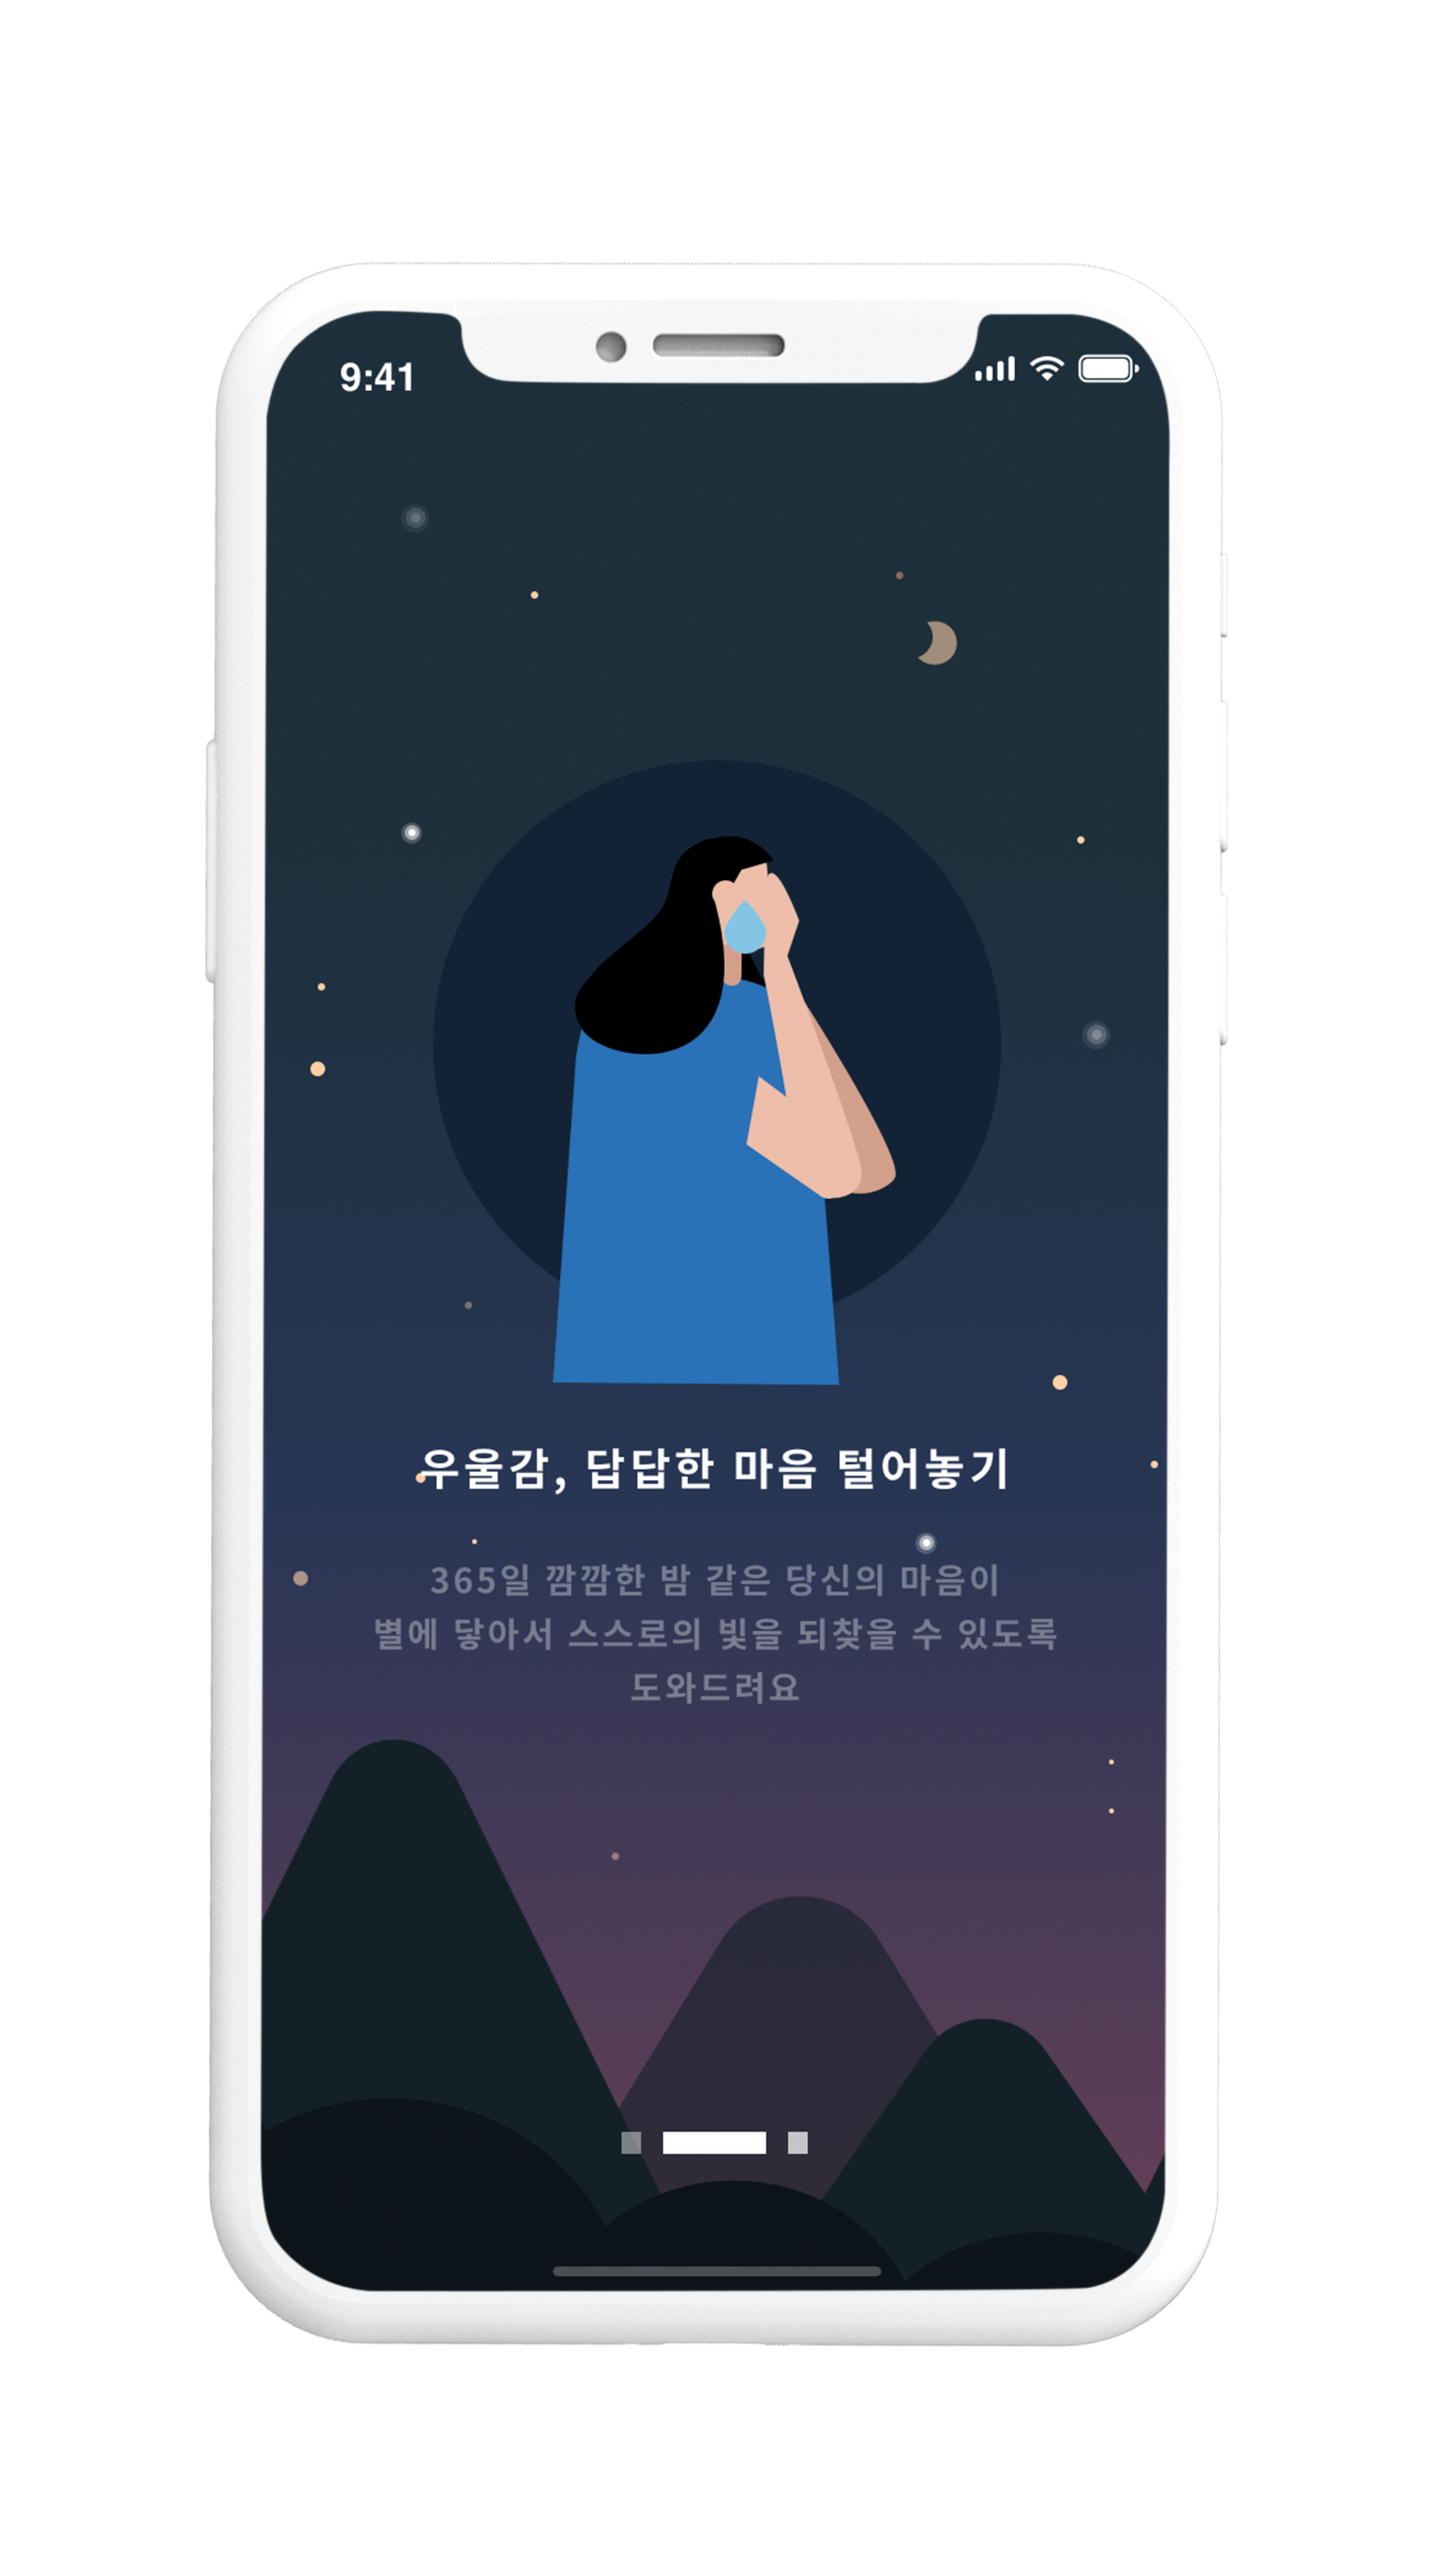 9:41
우울감, 답답한 마음 털어놓기
365일 깜깜한 밤 같은 당신의 마음이
별에 닿아서 스스로의 빛을 되찾을 수 있도록
도와드려요